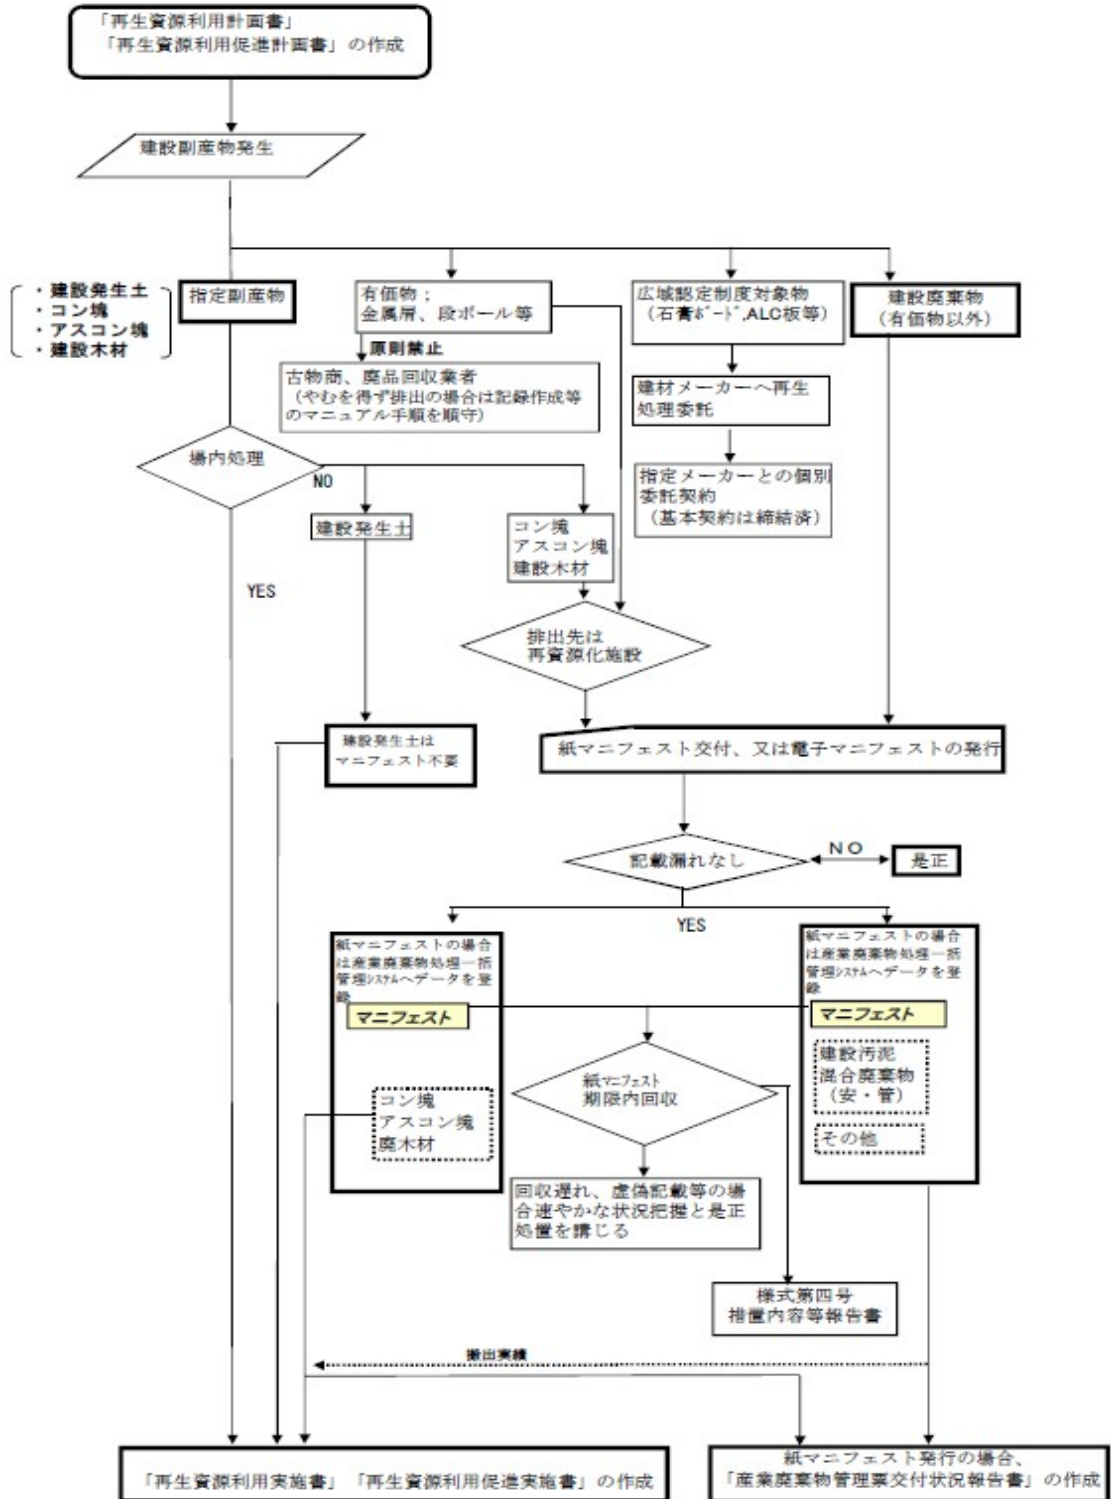 「再生資源利用計画書」
「再生資源利用促進計画書」の作成
建設副産物発生
・建設発生土
・コン塊
・アスコン塊
・建設木材
指定副産物
有価物；
金属層、段ボール等
広域認定制度対象物
（石膏ﾎﾞｰﾄﾞ,ALC板等）
建設廃棄物
（有価物以外）
原則禁止
古物商、廃品回収業者
（やむを得ず排出の場合は記録作成等
のマニュアル手順を順守）
建材メーカーへ再生
処理委託
場内処理
NO
指定メーカーとの個別
委託契約
（基本契約は締結済）
建設発生土
コン塊
アスコン塊
建設木材
YES
排出先は
再資源化施設
建設発生土は
マニフェスト不要
紙マニフェスト交付、又は電子マニフェストの発行
記載漏れなし
NO
是正
YES
紙マニフェストの場合
は産業廃棄物処理一括
管理ｼｽﾃﾑへデータを登
録
マニフェスト
コン塊
アスコン塊
廃木材
紙マニフェストの場合
は産業廃棄物処理一括
管理ｼｽﾃﾑへデータを登
録
マニフェスト
建設汚泥
混合廃棄物
（安・管）
その他
紙ﾏﾆﾌｪｽﾄ
期限内回収
回収遅れ、虚偽記載等の場
合速やかな状況把握と是正
処置を講じる
様式第四号
措置内容等報告書
搬出実績
「再生資源利用実施書」「再生資源利用促進実施書」の作成
紙マニフェスト発行の場合、
「産業廃棄物管理票交付状況報告書」の作成